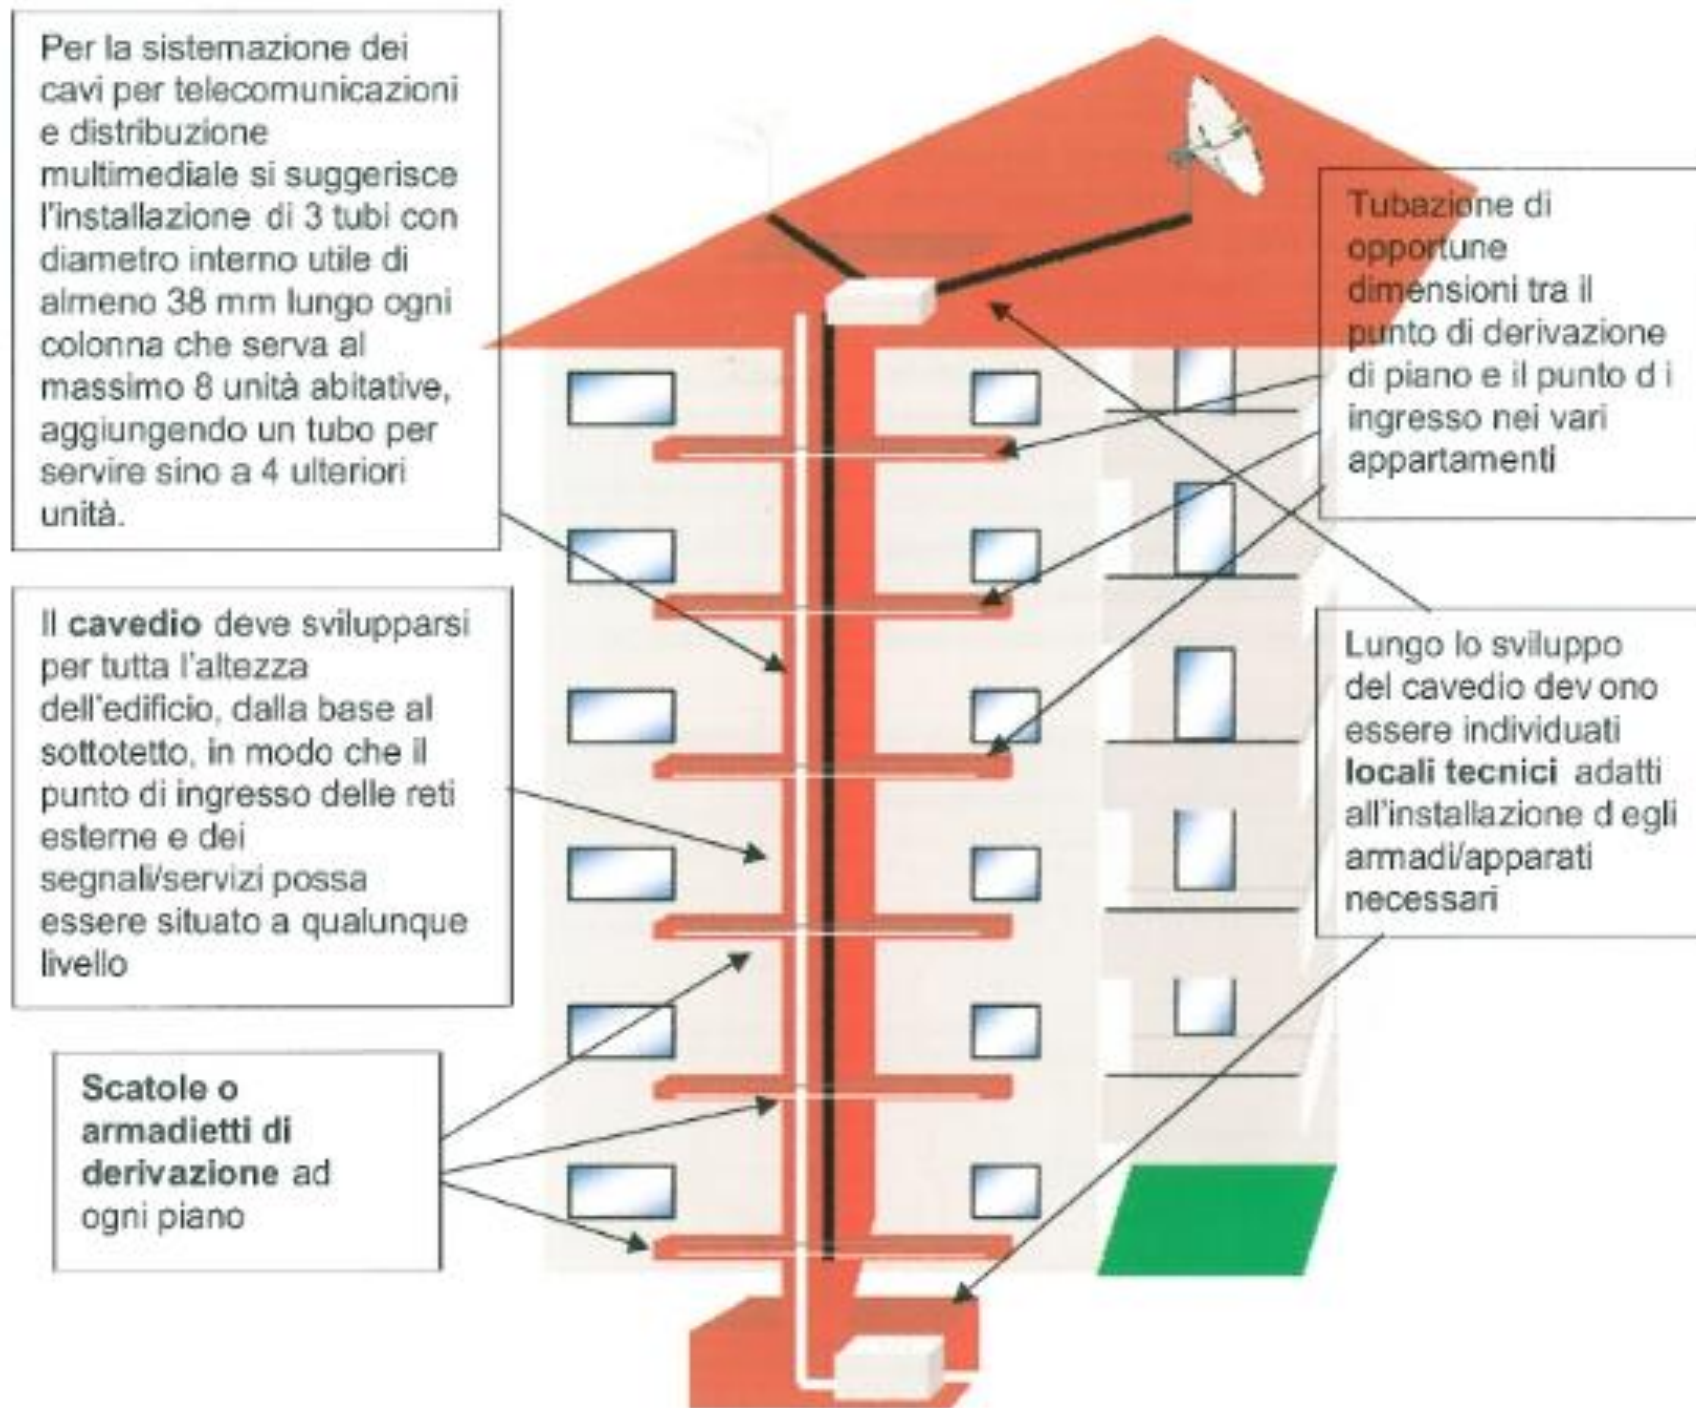 Per la sistemazione dei
cavi per telecomunicazioni
e distribuzione
multimediale si suggerisce
l'installazione di 3 tubi con
diametro interno utile di
almeno 38 mm lungo ogni
colonna che serva al
massimo 8 unità abitative,
aggiungendo un tubo per
servire sino a 4 ulteriori
unità.
Il cavedio deve svilupparsi
per tutta l'altezza
dell'edificio, dalla base al
sottotetto, in modo che il
punto di ingresso delle reti
esterne e dei
segnali/servizi possa
essere situato a qualunque
livello
Scatole o
armadietti di
derivazione ad
ogni piano
Tubazione di
opportune
dimensioni tra il
punto di derivazione
di piano e il punto d i
ingresso nei vari
appartamenti
Lungo lo sviluppo
del cavedio dev ono
essere individuati
locali tecnici adatti
all'installazione d egli
armadi/apparati
necessari